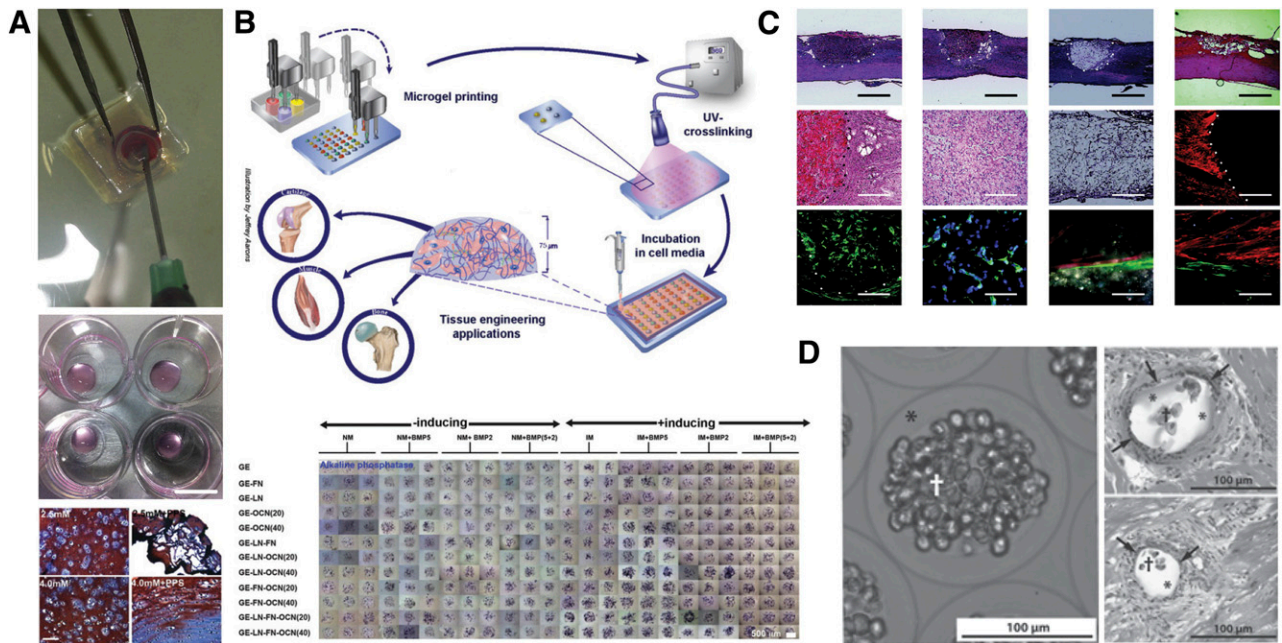 A
B
C
D
Microgel printing
UV-
crosslinking
Illustration by Jeffrey Aarons
Cartilage
75 μm
Incubation
in cell media
Muscle
Bone
Tissue engineering
applications
2.5mM
2.5mM+PPS
4.0mM
4.0mM+PPS
-inducing +inducing
NM NM+BMP5 NM+ BMP2 NM+BMP(5+2) IM IM+BMP5 IM+BMP2 IM+BMP(5+2)
Alkaline phosphatase
GE
GE-FN
GE-LN
GE-OCN(20)
GE-OCN(40)
GE-LN-FN
GE-LN-OCN(20)
GE-LN-OCN(40)
GE-FN-OCN(20)
GE-FN-OCN(40)
GE-LN-FN-OCN(20)
GE-LN-FN-OCN(40)
500 um
*
†
100 μm
*
†
*
100 μm
†
*
100 μm